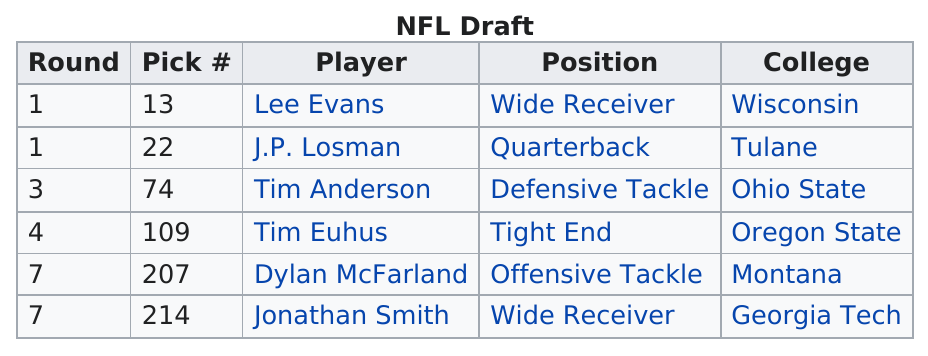 NFL Draft
Round Pick # Player Position College
1 13 Lee Evans Wide Receiver Wisconsin
1 22 J.P. Losman Quarterback Tulane
3 74 Tim Anderson Defensive Tackle Ohio State
4 109 Tim Euhus Tight End Oregon State
7 207 Dylan McFarland Offensive Tackle Montana
7 214 Jonathan Smith Wide Receiver Georgia Tech